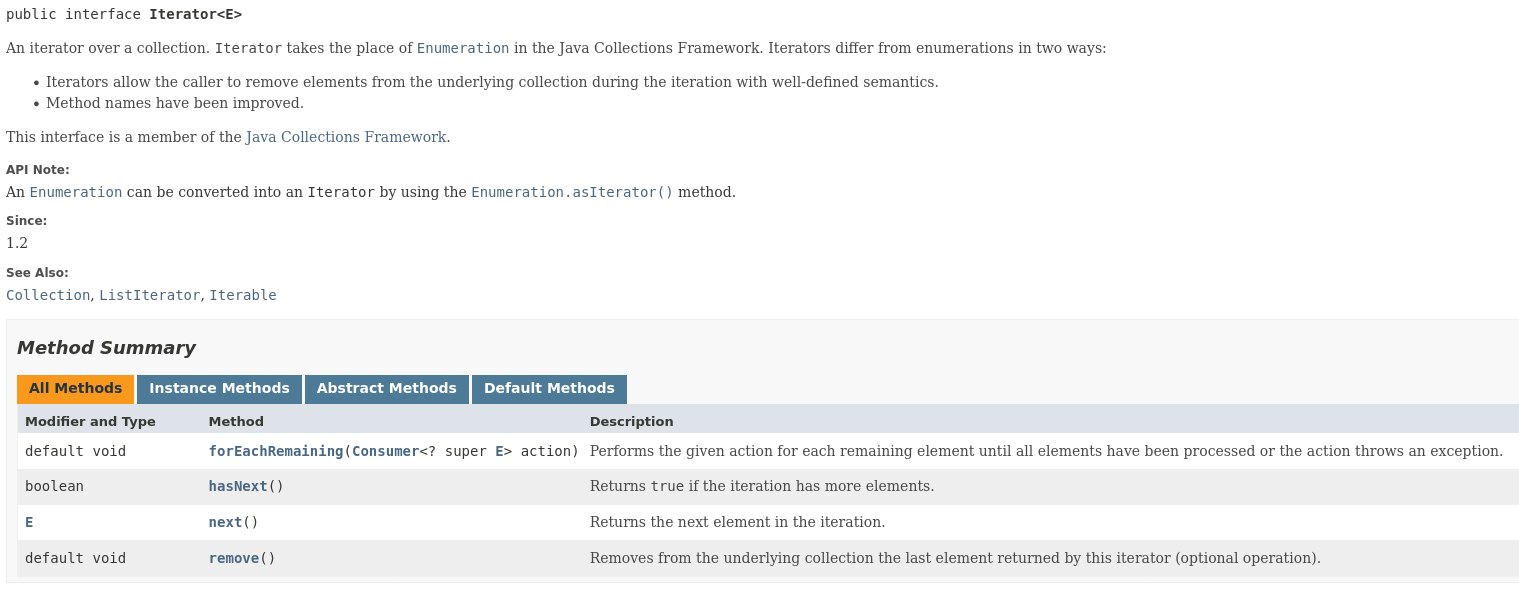 public interface Iterator<E>
An iterator over a collection. Iterator takes the place of Enumeration in the Java Collections Framework. Iterators differ from enumerations in two ways:
• Iterators allow the caller to remove elements from the underlying collection during the iteration with well-defined semantics.
• Method names have been improved.
This interface is a member of the Java Collections Framework.
API Note:
An Enumeration can be converted into an Iterator by using the Enumeration.asIterator() method.
Since:
1.2
See Also:
Collection, ListIterator, Iterable
Method Summary
All Methods Instance Methods Abstract Methods Default Methods
Modifier and Type Method Description
default void forEachRemaining(Consumer<? super E> action) Performs the given action for each remaining element until all elements have been processed or the action throws an exception.
boolean hasNext() Returns true if the iteration has more elements.
E next() Returns the next element in the iteration.
default void remove() Removes from the underlying collection the last element returned by this iterator (optional operation).